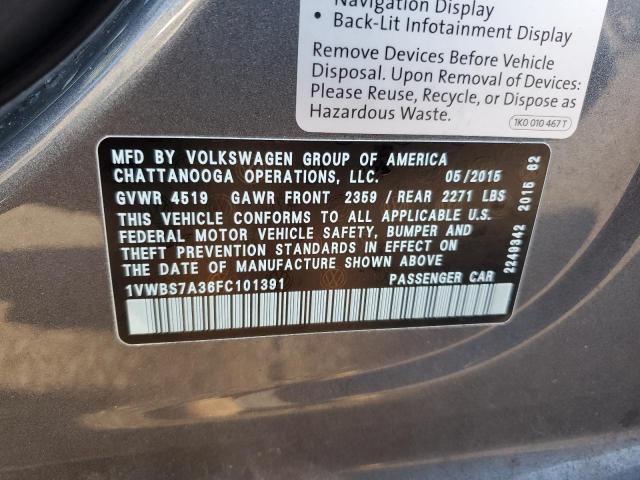 Navigation Display
• Back-Lit Infotainment Display
Remove Devices Before Vehicle
Disposal. Upon Removal of Devices:
Please Reuse, Recycle, or Dispose as
Hazardous Waste.
1K0 010 467 T
MFD BY VOLKSWAGEN GROUP OF AMERICA
CHATTANOOGA OPERATIONS, LLC. 05/2015
GVWR 4519 GAWR FRONT 2359 / REAR 2271 LBS
THIS VEHICLE CONFORMS TO ALL APPLICABLE U.S.
FEDERAL MOTOR VEHICLE SAFETY, BUMPER AND
THEFT PREVENTION STANDARDS IN EFFECT ON
THE DATE OF MANUFACTURE SHOWN ABOVE
1VWBS7A36FC101391 PASSENGER CAR
2249342 2015 62